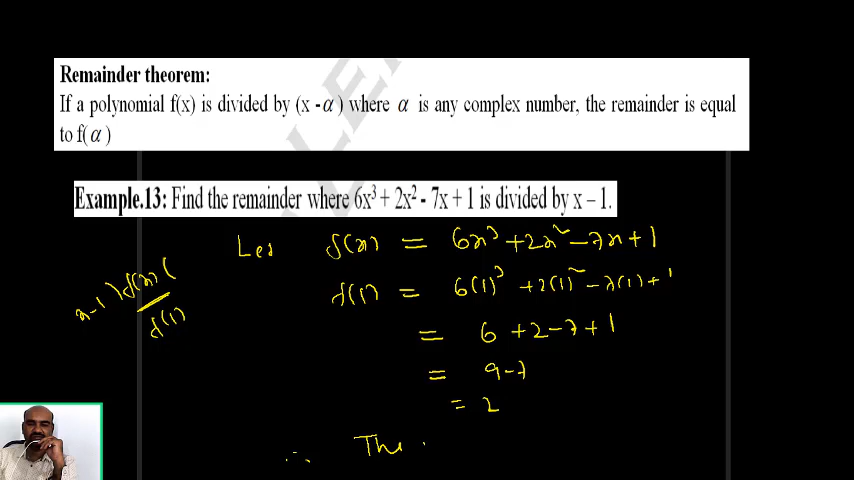 Remainder theorem:
If a polynomial f(x) is divided by (x - α ) where α is any complex number, the remainder is equal
to f( α )
Example.13: Find the remainder where 6x³ + 2x² - 7x + 1 is divided by x – 1.
Let f(x) = 6x³ + 2x² - 7x + 1
x-1 ) f(x) (
f(1)
f(1) = 6(1)³ + 2(1)² - 7(1) + 1
= 6 + 2 - 7 + 1
= 9 - 7
= 2
∴ The